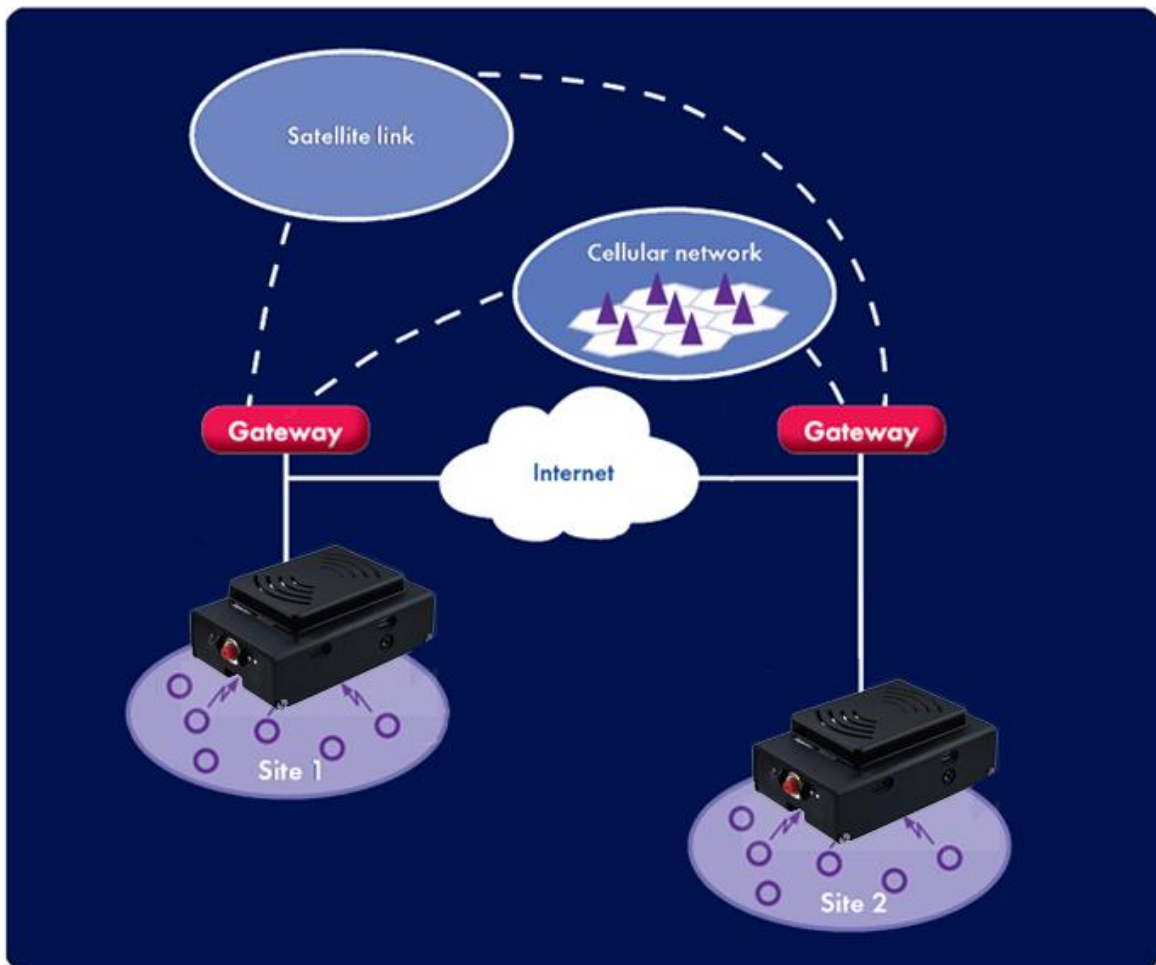 Satellite link
Cellular network
Gateway
Gateway
Internet
Site 1
Site 2